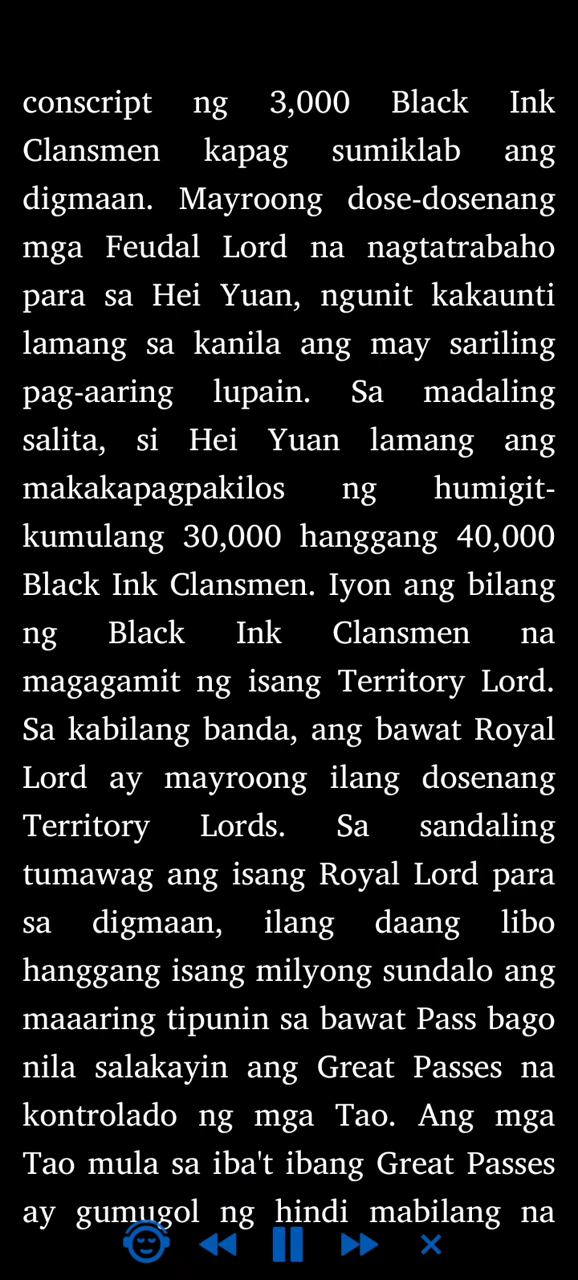 conscript ng 3,000 Black Ink
Clansmen kapag sumiklab ang
digmaan. Mayroong dose-dosenang
mga Feudal Lord na nagtatrabaho
para sa Hei Yuan, ngunit kakaunti
lamang sa kanila ang may sariling
pag-aaring lupain. Sa madaling
salita, si Hei Yuan lamang ang
makakapagpakilos ng humigit-
kumulang 30,000 hanggang 40,000
Black Ink Clansmen. Iyon ang bilang
ng Black Ink Clansmen na
magagamit ng isang Territory Lord.
Sa kabilang banda, ang bawat Royal
Lord ay mayroong ilang dosenang
Territory Lords. Sa sandaling
tumawag ang isang Royal Lord para
sa digmaan, ilang daang libo
hanggang isang milyong sundalo ang
maaaring tipunin sa bawat Pass bago
nila salakayin ang Great Passes na
kontrolado ng mga Tao. Ang mga
Tao mula sa iba't ibang Great Passes
ay gumugol ng hindi mabilang na